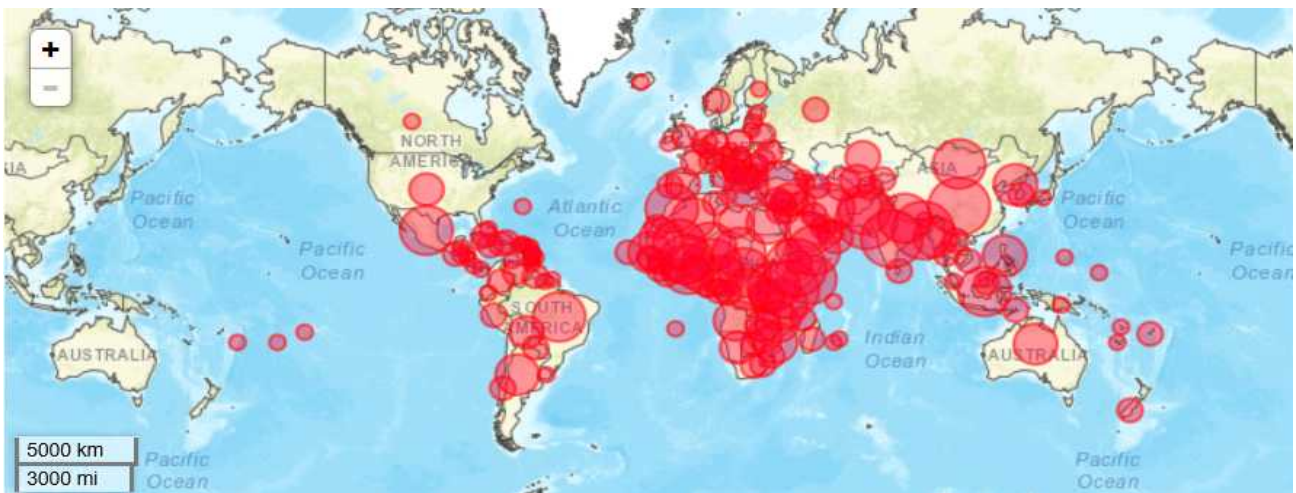 +
−
NORTH
AMERICA
ASIA
SIA
Pacific
Ocean
Atlantic
Ocean
Pacific
Ocean
Pacific
Ocean
Pacific
Ocean
SOUTH
AMERICA
Indian
Ocean
AUSTRALIA
AUSTRALIA
5000 km
3000 mi
Pacific
Ocean
Pacific
Ocean